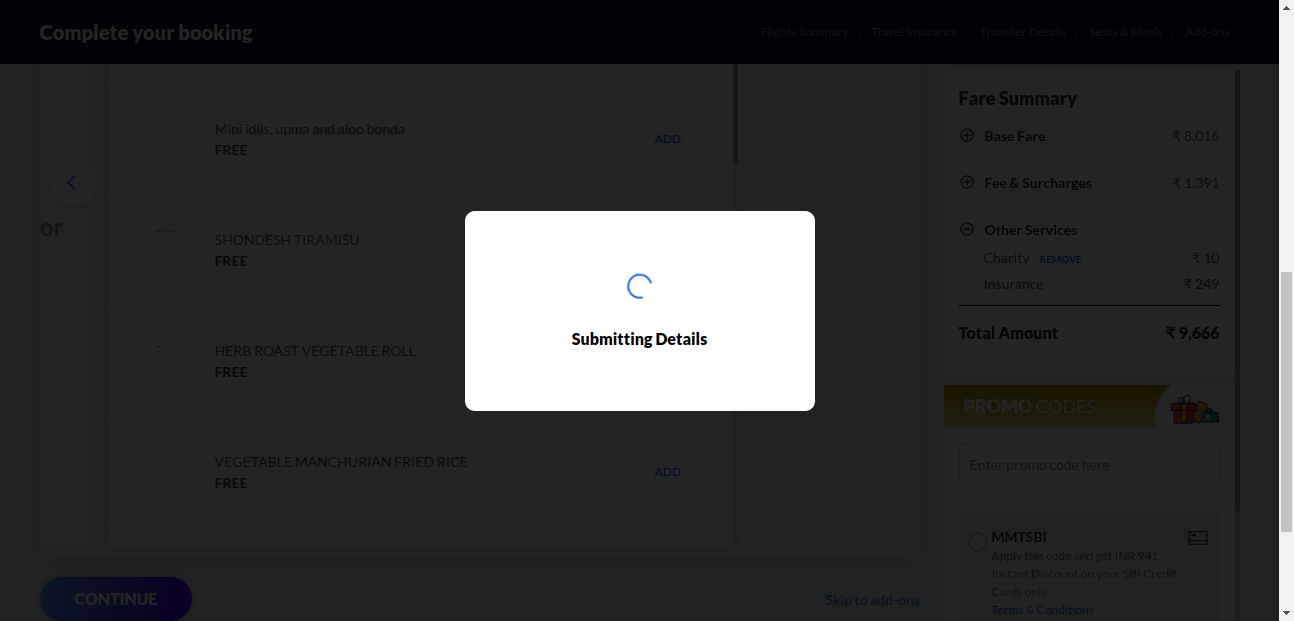 Complete your booking
Flights Summary . Travel Insurance . Traveller Details . Seats & Meals . Add-ons
Mini idlis, upma and aloo bonda
FREE
ADD
or
SHONDESH TIRAMISU
FREE
HERB ROAST VEGETABLE ROLL
FREE
VEGETABLE MANCHURIAN FRIED RICE
FREE
ADD
CONTINUE
Skip to add-ons
Submitting Details
Fare Summary
Base Fare ₹ 8,016
Fee & Surcharges ₹ 1,391
Other Services
Charity REMOVE ₹ 10
Insurance ₹ 249
Total Amount ₹ 9,666
PROMO CODES
Enter promo code here
MMTSBI
Apply this code and get INR 941
Instant Discount on your SBI Credit
Cards only.
Terms & Conditions